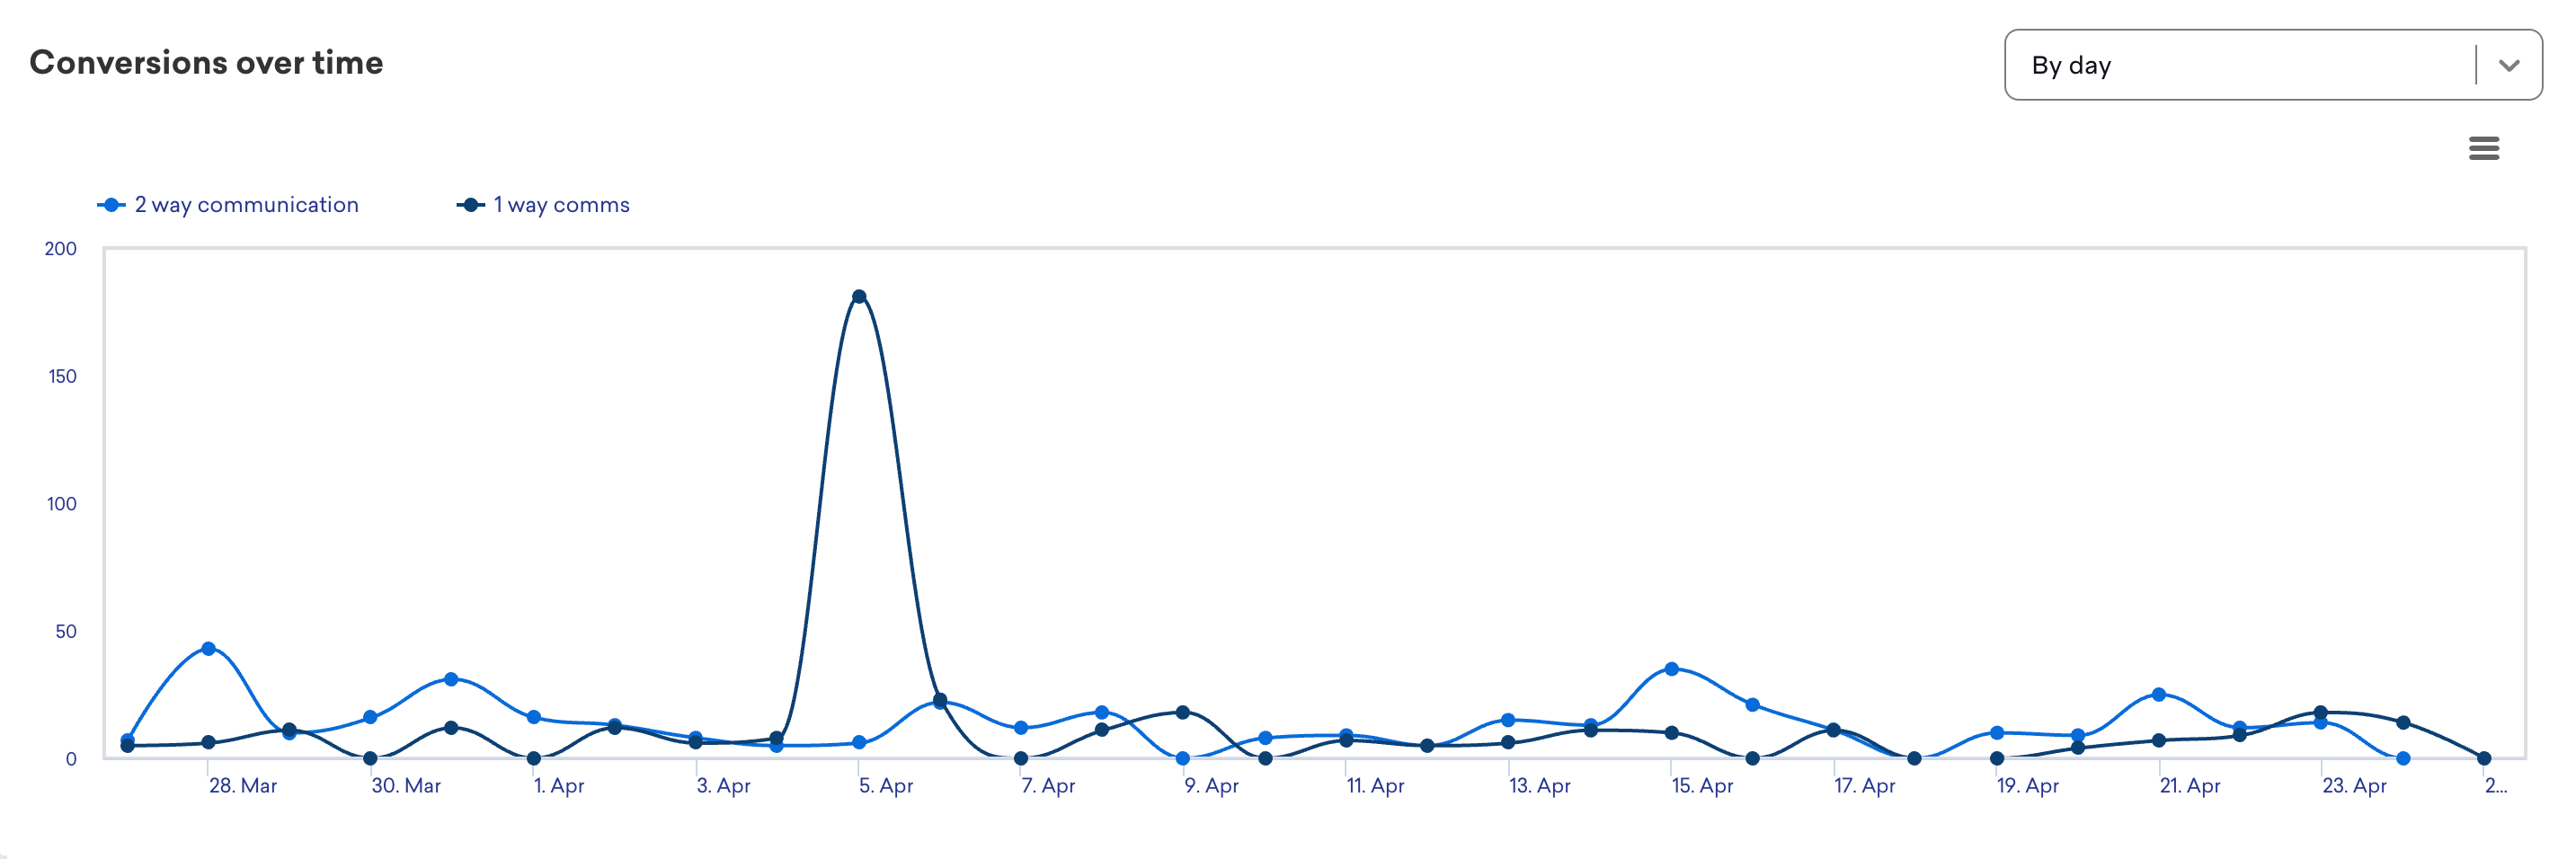 Conversions over time
By day
2 way communication
1 way comms
200
150
100
50
0
28. Mar
30. Mar
1. Apr
3. Apr
5. Apr
7. Apr
9. Apr
11. Apr
13. Apr
15. Apr
17. Apr
19. Apr
21. Apr
23. Apr
2...